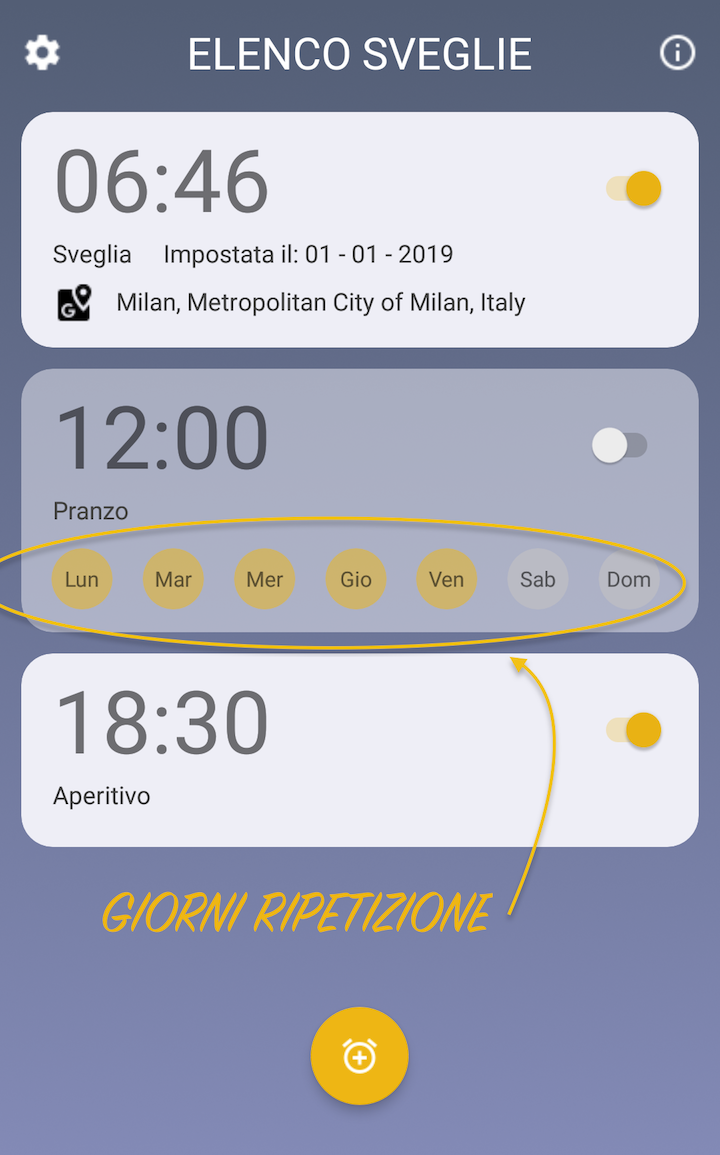 ELENCO SVEGLIE
06:46
Sveglia Impostata il: 01 - 01 - 2019
G Milan, Metropolitan City of Milan, Italy
12:00
Pranzo
Lun Mar Mer Gio Ven Sab Dom
18:30
Aperitivo
GIORNI RIPETIZIONE